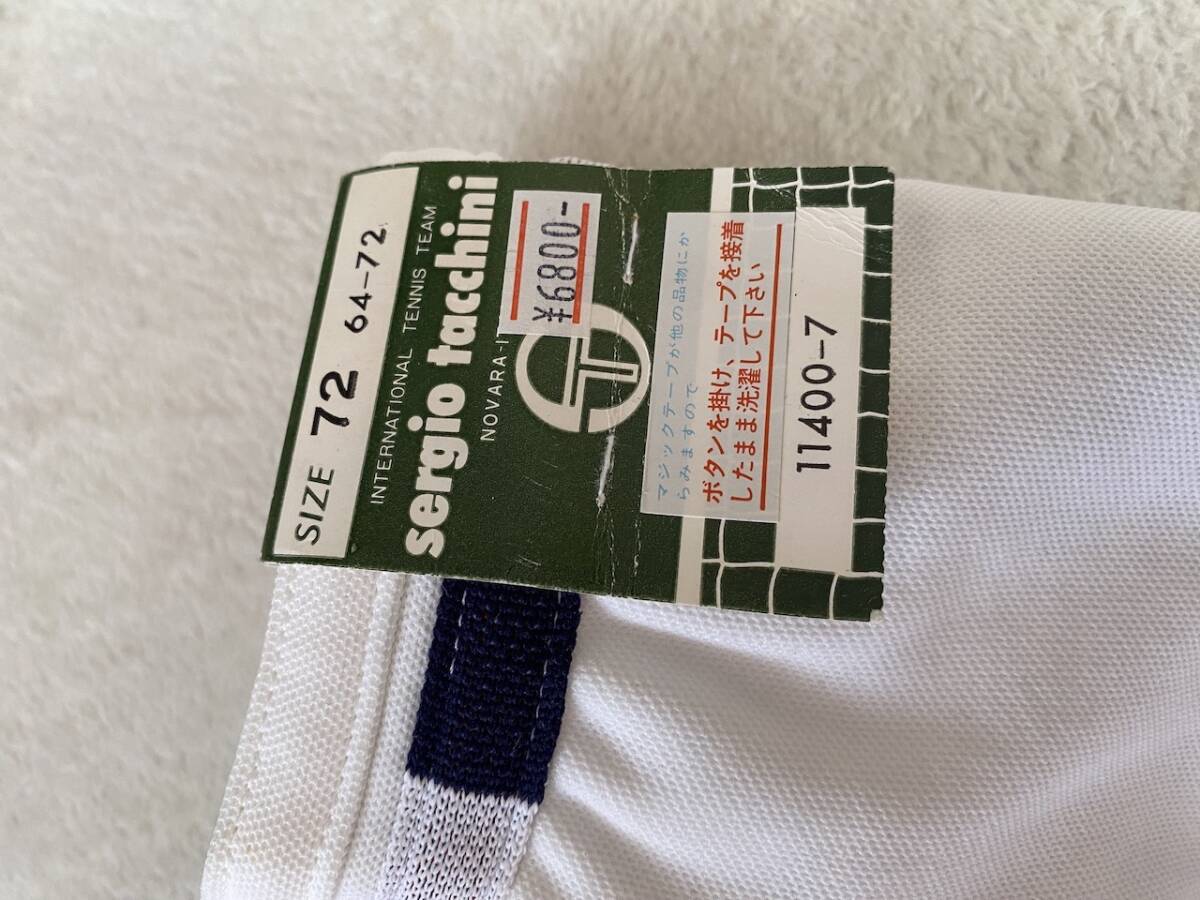 SIZE 72 64-72
INTERNATIONAL TENNIS TEAM
sergio tacchini
NOVARA-IT
¥6800-
マジックテープが他の品物にか
らみますので
ボタンを掛け、テープを接着
したまま洗濯して下さい
11400-7